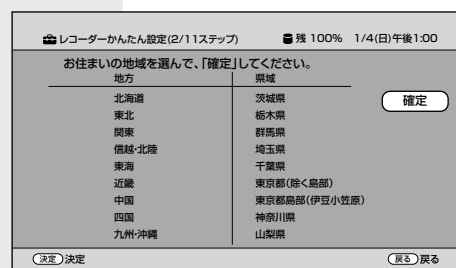 レコーダーかんたん設定(2/11ステップ) 残 100% 1/4(日)午後1:00
お住まいの地域を選んで、「確定」してください。
地方 県域
北海道 茨城県
確定
東北 栃木県
関東 群馬県
信越・北陸 埼玉県
東海 千葉県
近畿 東京都(除く島部)
中国 東京都島部(伊豆小笠原)
四国 神奈川県
九州・沖縄 山梨県
決定 決定 戻る 戻る